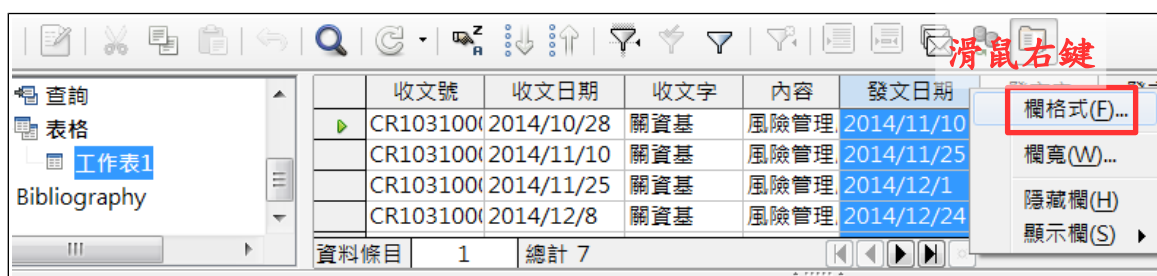 滑鼠右鍵
查詢
表格
工作表1
Bibliography
收文號 收文日期 收文字 內容 發文日期
CR103100 2014/10/28 關資基 風險管理 2014/11/10
CR103100 2014/11/10 關資基 風險管理 2014/11/25
CR103100 2014/11/25 關資基 風險管理 2014/12/1
CR103100 2014/12/8 關資基 風險管理 2014/12/24
資料條目 1 總計 7
欄格式(F)...
欄寬(W)...
隱藏欄(H)
顯示欄(S)